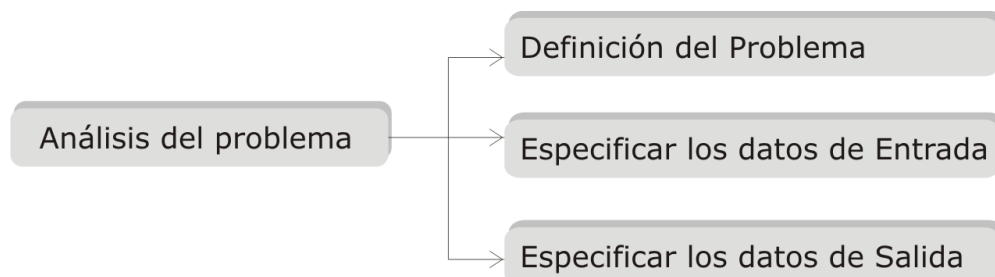 Definición del Problema
Análisis del problema
Especificar los datos de Entrada
Especificar los datos de Salida